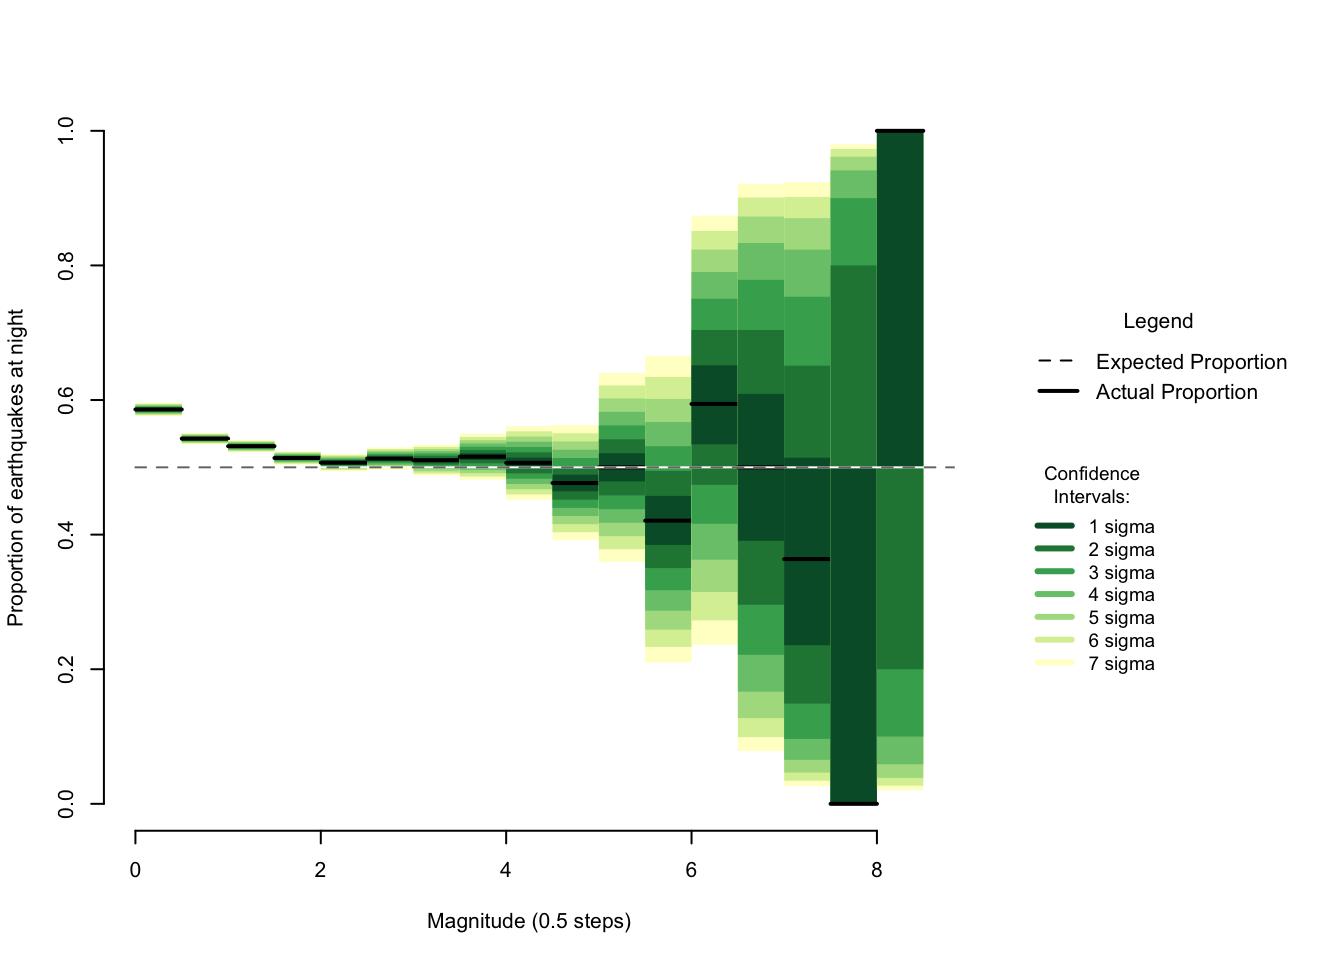 Proportion of earthquakes at night
1.0
0.8
0.6
0.4
0.2
0.0
0 2 4 6 8
Magnitude (0.5 steps)
Legend
Expected Proportion
Actual Proportion
Confidence
Intervals:
1 sigma
2 sigma
3 sigma
4 sigma
5 sigma
6 sigma
7 sigma